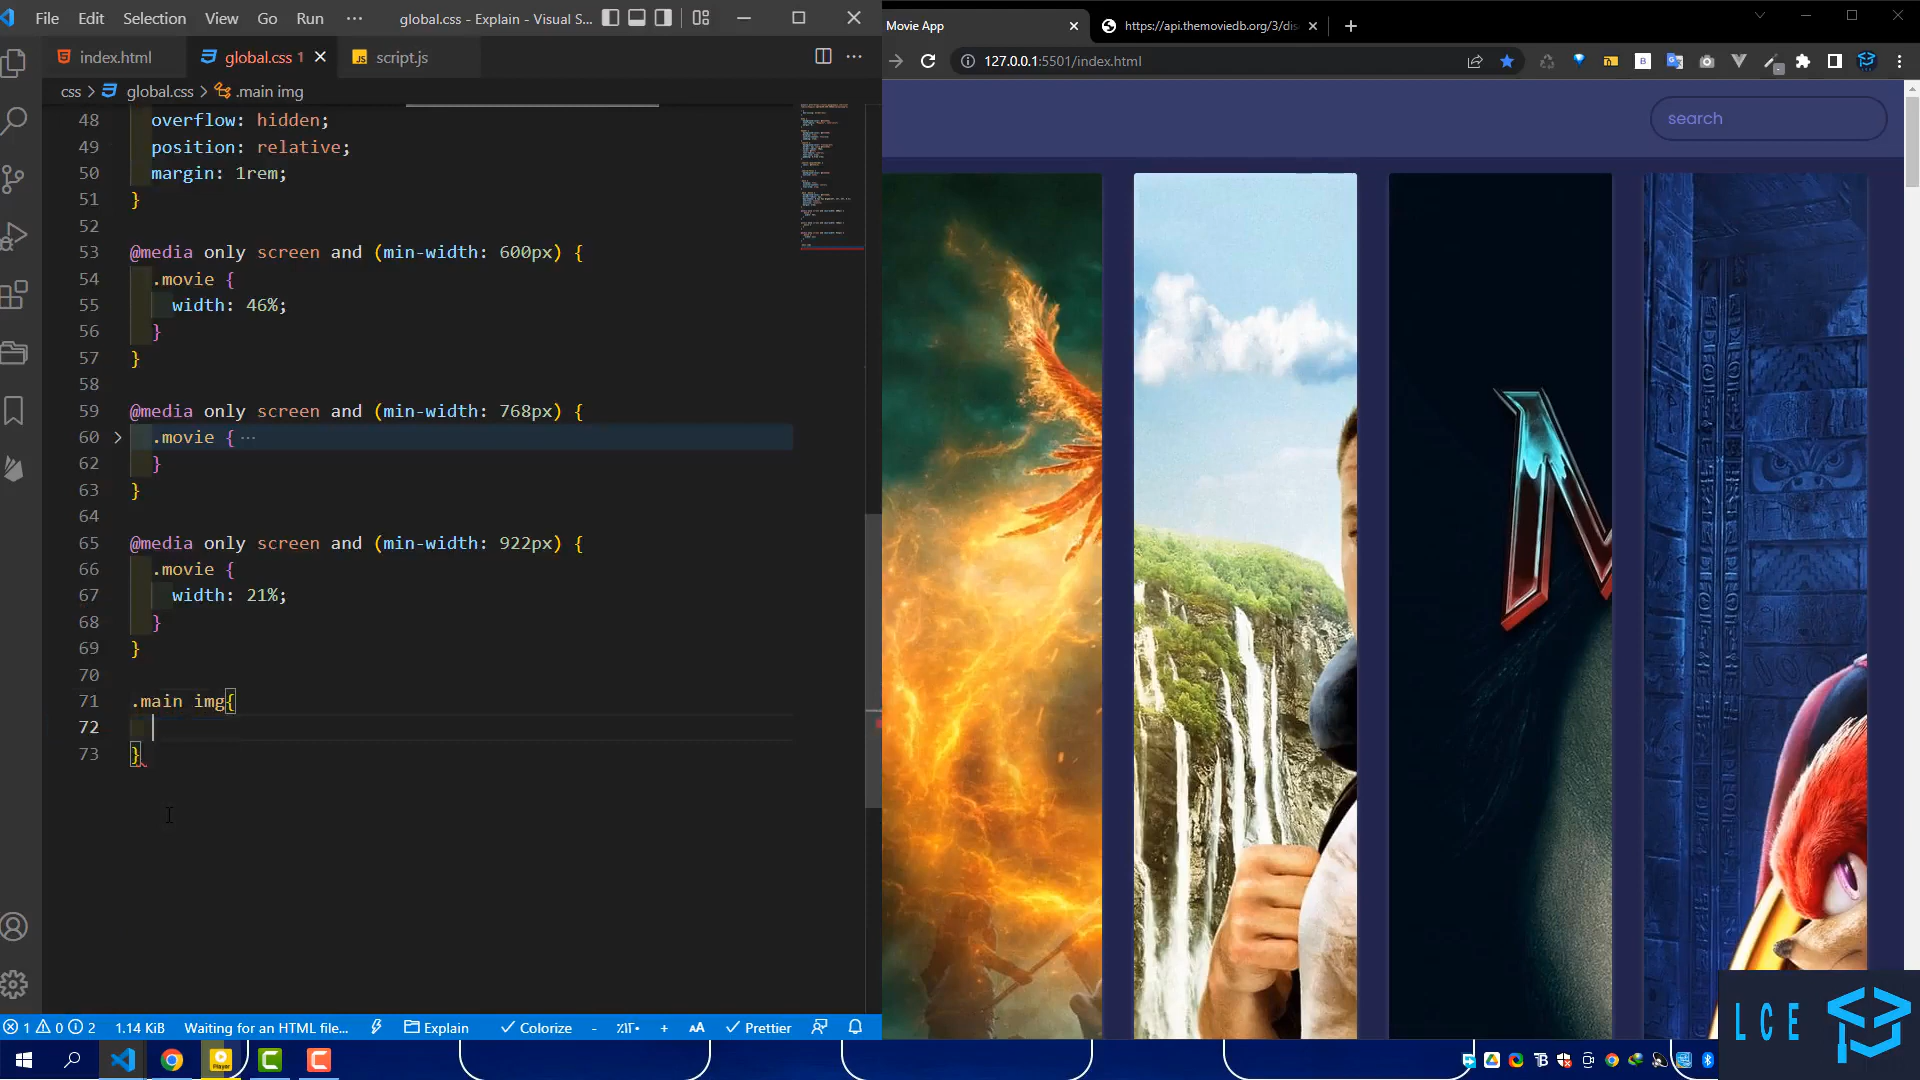 File Edit Selection View Go Run ··· global.css - Explain - Visual S...
index.html global.css 1 script.js
css > global.css > .main img
48 overflow: hidden;
49 position: relative;
50 margin: 1rem;
51 }
52
53 @media only screen and (min-width: 600px) {
54 .movie {
55 width: 46%;
56 }
57 }
58
59 @media only screen and (min-width: 768px) {
60 .movie { ···
62 }
63 }
64
65 @media only screen and (min-width: 922px) {
66 .movie {
67 width: 21%;
68 }
69 }
70
71 .main img{
72
73 }
1 0 2 1.14 KiB Waiting for an HTML file... Explain Colorize - + Prettier
Movie App https://api.themoviedb.org/3/dis
127.0.0.1:5501/index.html
search
LCE